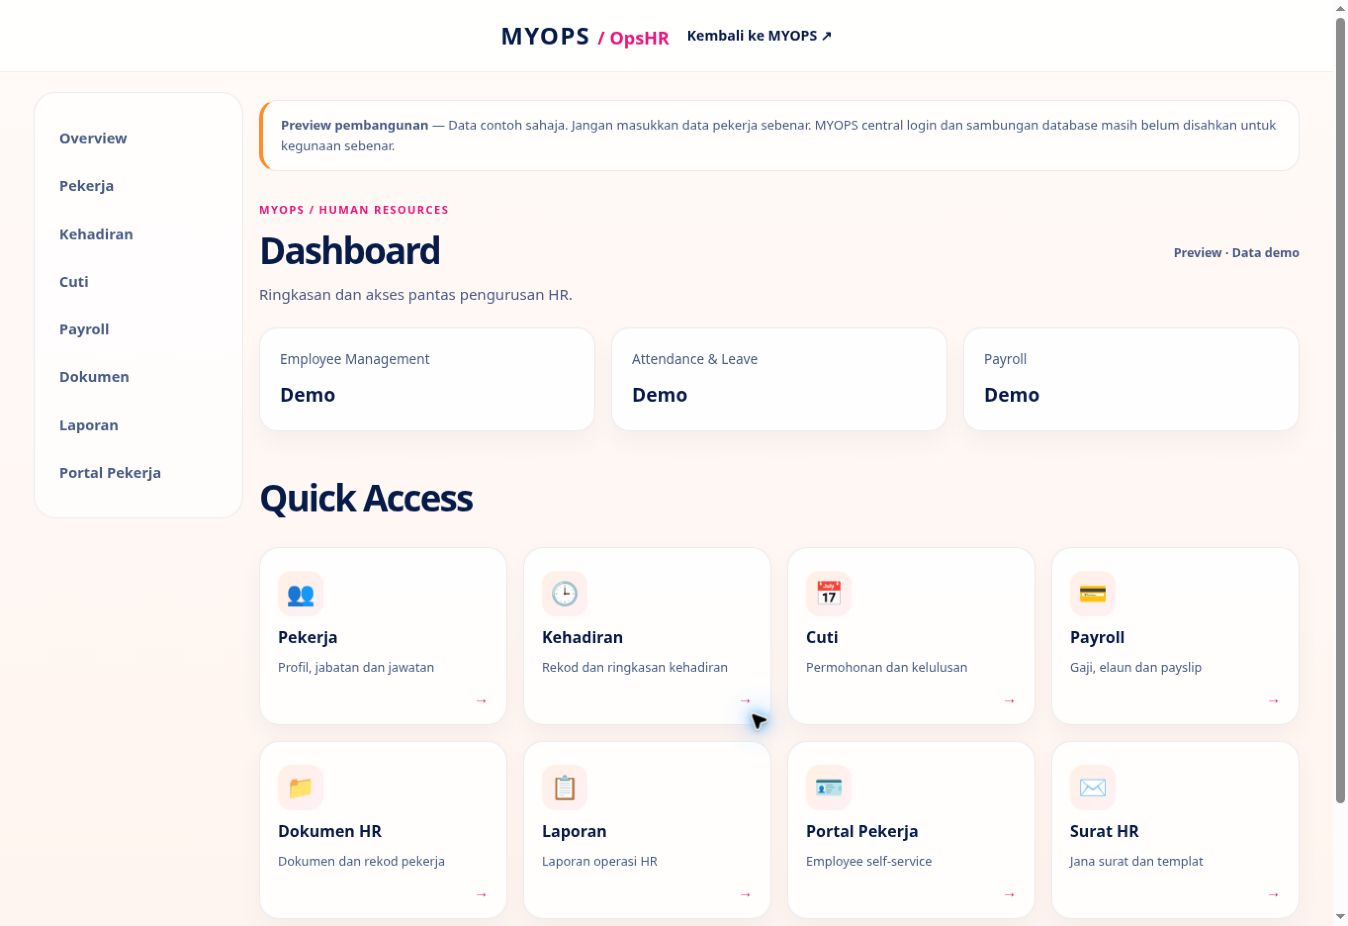 MYOPS / OpsHR Kembali ke MYOPS ↗
Overview
Pekerja
Kehadiran
Cuti
Payroll
Dokumen
Laporan
Portal Pekerja
Preview pembangunan — Data contoh sahaja. Jangan masukkan data pekerja sebenar. MYOPS central login dan sambungan database masih belum disahkan untuk
kegunaan sebenar.
MYOPS / HUMAN RESOURCES
Dashboard
Preview · Data demo
Ringkasan dan akses pantas pengurusan HR.
Employee Management
Demo
Attendance & Leave
Demo
Payroll
Demo
Quick Access
Pekerja
Profil, jabatan dan jawatan
→
Kehadiran
Rekod dan ringkasan kehadiran
→
July
Cuti
Permohonan dan kelulusan
→
Payroll
Gaji, elaun dan payslip
→
Dokumen HR
Dokumen dan rekod pekerja
→
Laporan
Laporan operasi HR
→
Portal Pekerja
Employee self-service
→
Surat HR
Jana surat dan templat
→